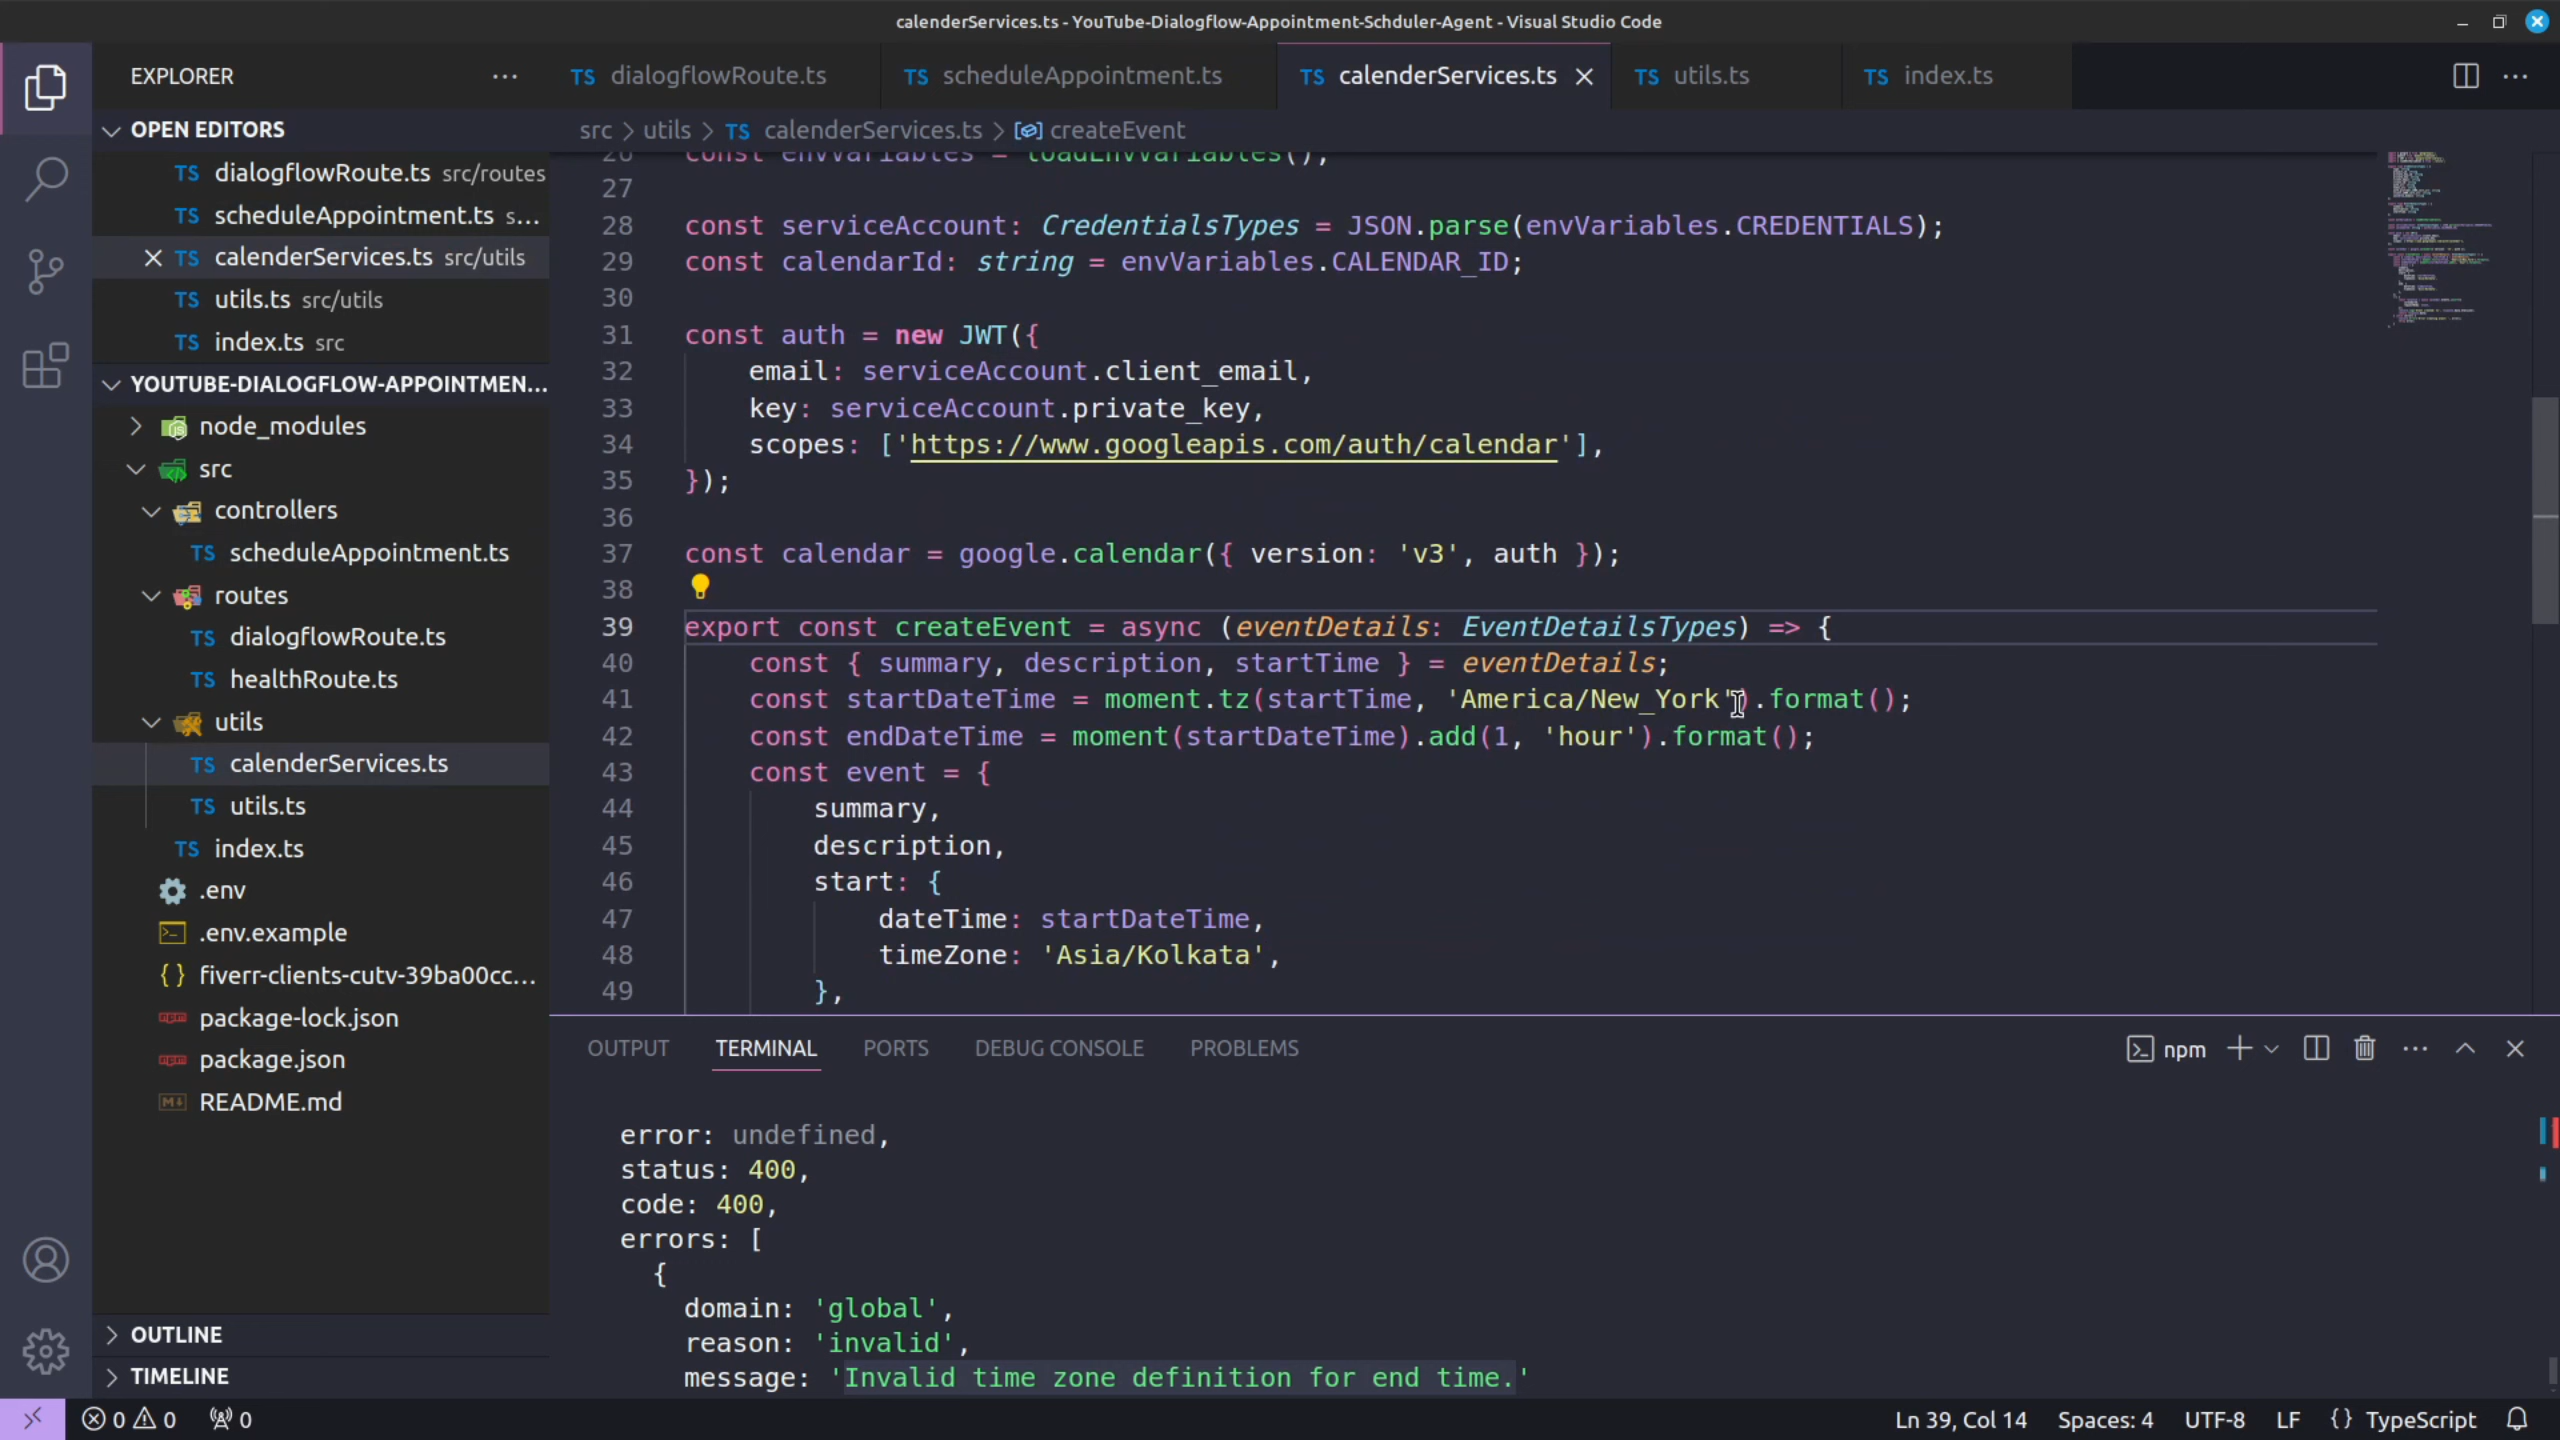 calenderServices.ts - YouTube-Dialogflow-Appointment-Schduler-Agent - Visual Studio Code
EXPLORER
TS dialogflowRoute.ts
TS scheduleAppointment.ts
TS calenderServices.ts
TS utils.ts
TS index.ts
OPEN EDITORS
TS dialogflowRoute.ts src/routes
TS scheduleAppointment.ts s...
TS calenderServices.ts src/utils
TS utils.ts src/utils
TS index.ts src
YOUTUBE-DIALOGFLOW-APPOINTMEN...
node_modules
src
controllers
TS scheduleAppointment.ts
routes
TS dialogflowRoute.ts
TS healthRoute.ts
utils
TS calenderServices.ts
TS utils.ts
TS index.ts
.env
.env.example
{} fiverr-clients-cutv-39ba00cc...
package-lock.json
package.json
README.md
OUTLINE
TIMELINE
src > utils > TS calenderServices.ts > createEvent
26 const envVariables = loadEnvVariables();
27
28 const serviceAccount: CredentialsTypes = JSON.parse(envVariables.CREDENTIALS);
29 const calendarId: string = envVariables.CALENDAR_ID;
30
31 const auth = new JWT({
32 email: serviceAccount.client_email,
33 key: serviceAccount.private_key,
34 scopes: ['https://www.googleapis.com/auth/calendar'],
35 });
36
37 const calendar = google.calendar({ version: 'v3', auth });
38
39 export const createEvent = async (eventDetails: EventDetailsTypes) => {
40 const { summary, description, startTime } = eventDetails;
41 const startDateTime = moment.tz(startTime, 'America/New_York').format();
42 const endDateTime = moment(startDateTime).add(1, 'hour').format();
43 const event = {
44 summary,
45 description,
46 start: {
47 dateTime: startDateTime,
48 timeZone: 'Asia/Kolkata',
49 },
OUTPUT TERMINAL PORTS DEBUG CONSOLE PROBLEMS
npm
error: undefined,
status: 400,
code: 400,
errors: [
{
domain: 'global',
reason: 'invalid',
message: 'Invalid time zone definition for end time.'
0 0 0
Ln 39, Col 14 Spaces: 4 UTF-8 LF {} TypeScript